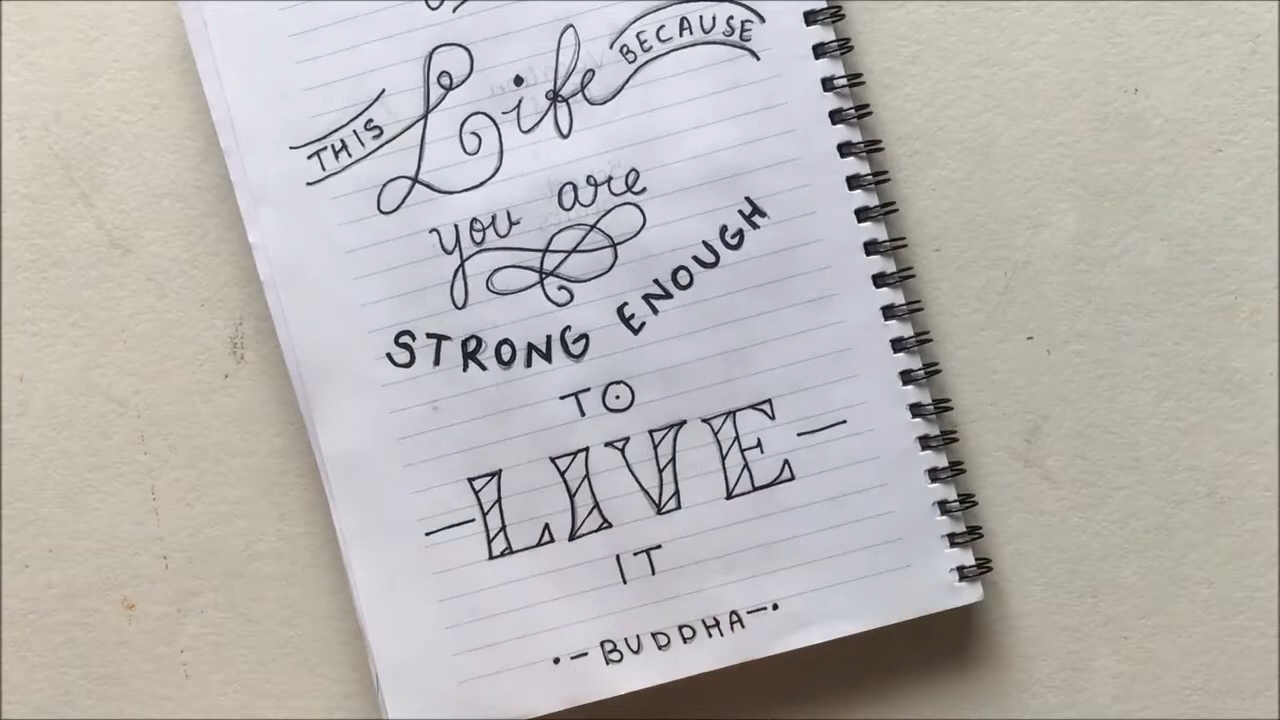 THIS Life BECAUSE
you are
STRONG ENOUGH
TO
-LIVE-
IT
•-BUDDHA-•